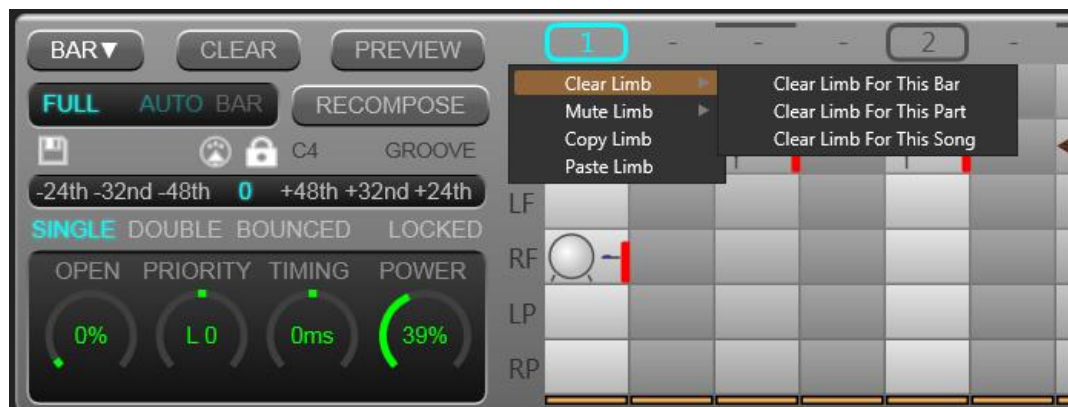 BAR▼ CLEAR PREVIEW
1 - - - 2 -
FULL AUTO BAR RECOMPOSE
C4 GROOVE
-24th -32nd -48th 0 +48th +32nd +24th
SINGLE DOUBLE BOUNCED LOCKED
OPEN PRIORITY TIMING POWER
0% L 0 0ms 39%
Clear Limb
Mute Limb
Copy Limb
Paste Limb
Clear Limb For This Bar
Clear Limb For This Part
Clear Limb For This Song
LF
RF
LP
RP